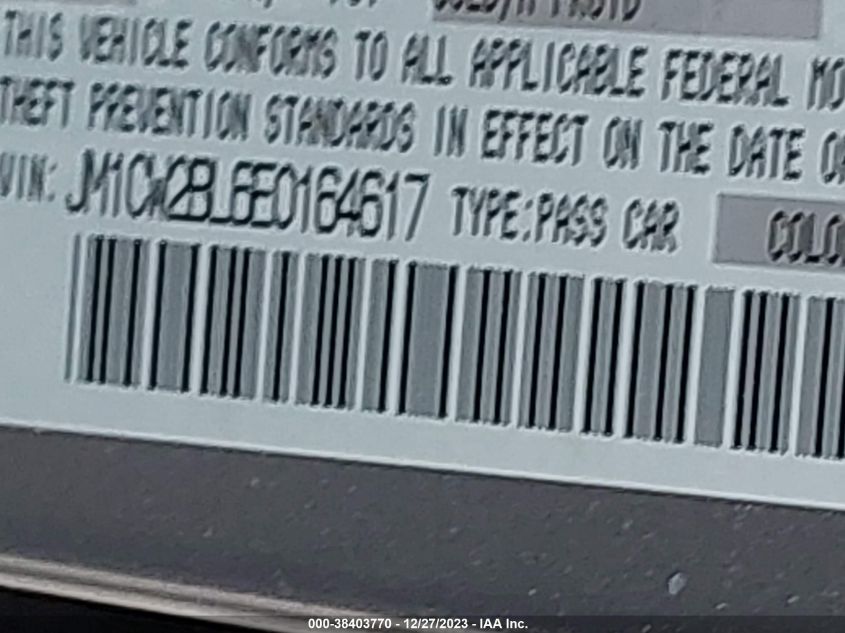 THIS VEHICLE CONFORMS TO ALL APPLICABLE FEDERAL
THEFT PREVENTION STANDARDS IN EFFECT ON THE DATE
VIN: JM1CW2BL6E0164617 TYPE:PASS CAR
000-38403770 - 12/27/2023 - IAA Inc.